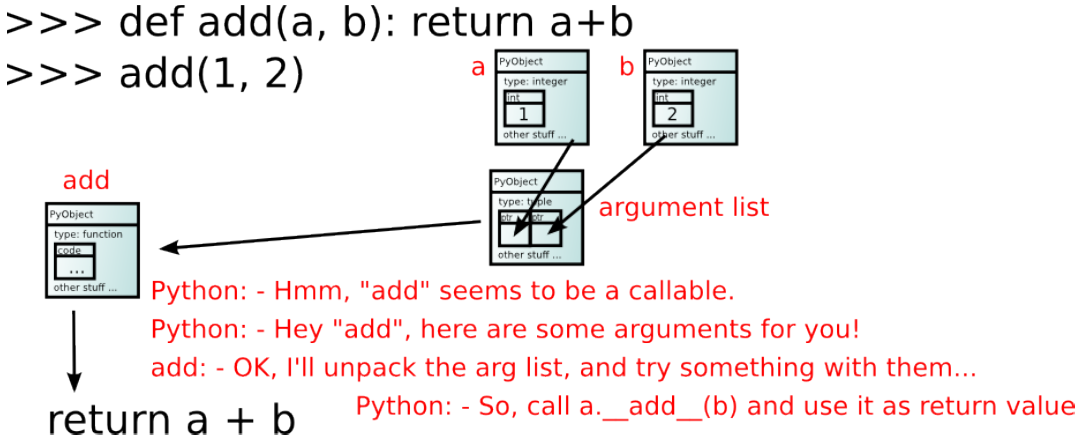 >>> def add(a, b): return a+b
>>> add(1, 2)
a
PyObject
type: integer
int
1
other stuff ...
b
PyObject
type: integer
int
2
other stuff ...
add
PyObject
type: function
code
...
other stuff ...
PyObject
type: tuple
ptr ptr
other stuff ...
argument list
Python: - Hmm, "add" seems to be a callable.
Python: - Hey "add", here are some arguments for you!
add: - OK, I'll unpack the arg list, and try something with them...
Python: - So, call a.__add__(b) and use it as return value
return a + b